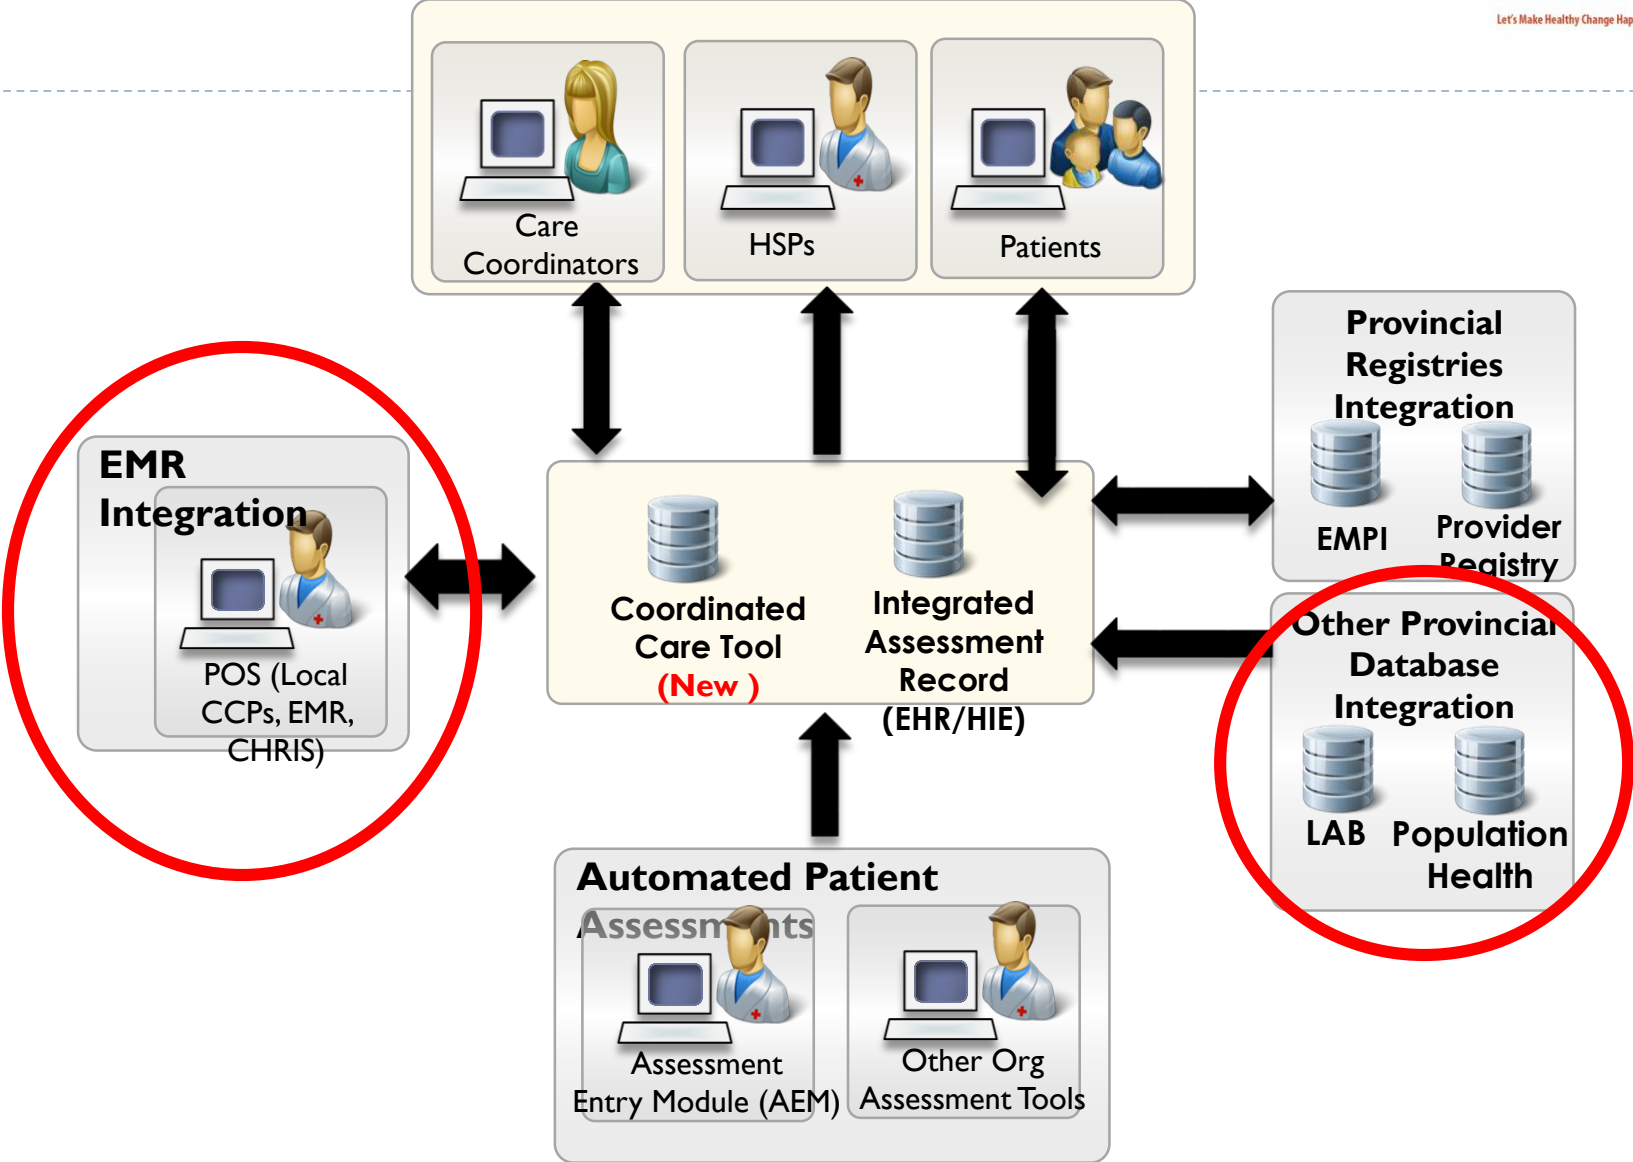 Let's Make Healthy Change Hap
Care
Coordinators
HSPs
Patients
Provincial
Registries
Integration
EMPI
Provider
Registry
EMR
Integration
POS (Local
CCPs, EMR,
CHRIS)
Coordinated
Care Tool
(New )
Integrated
Assessment
Record
(EHR/HIE)
Other Provincial
Database
Integration
LAB
Population
Health
Automated Patient
Assessments
Assessment
Entry Module (AEM)
Other Org
Assessment Tools